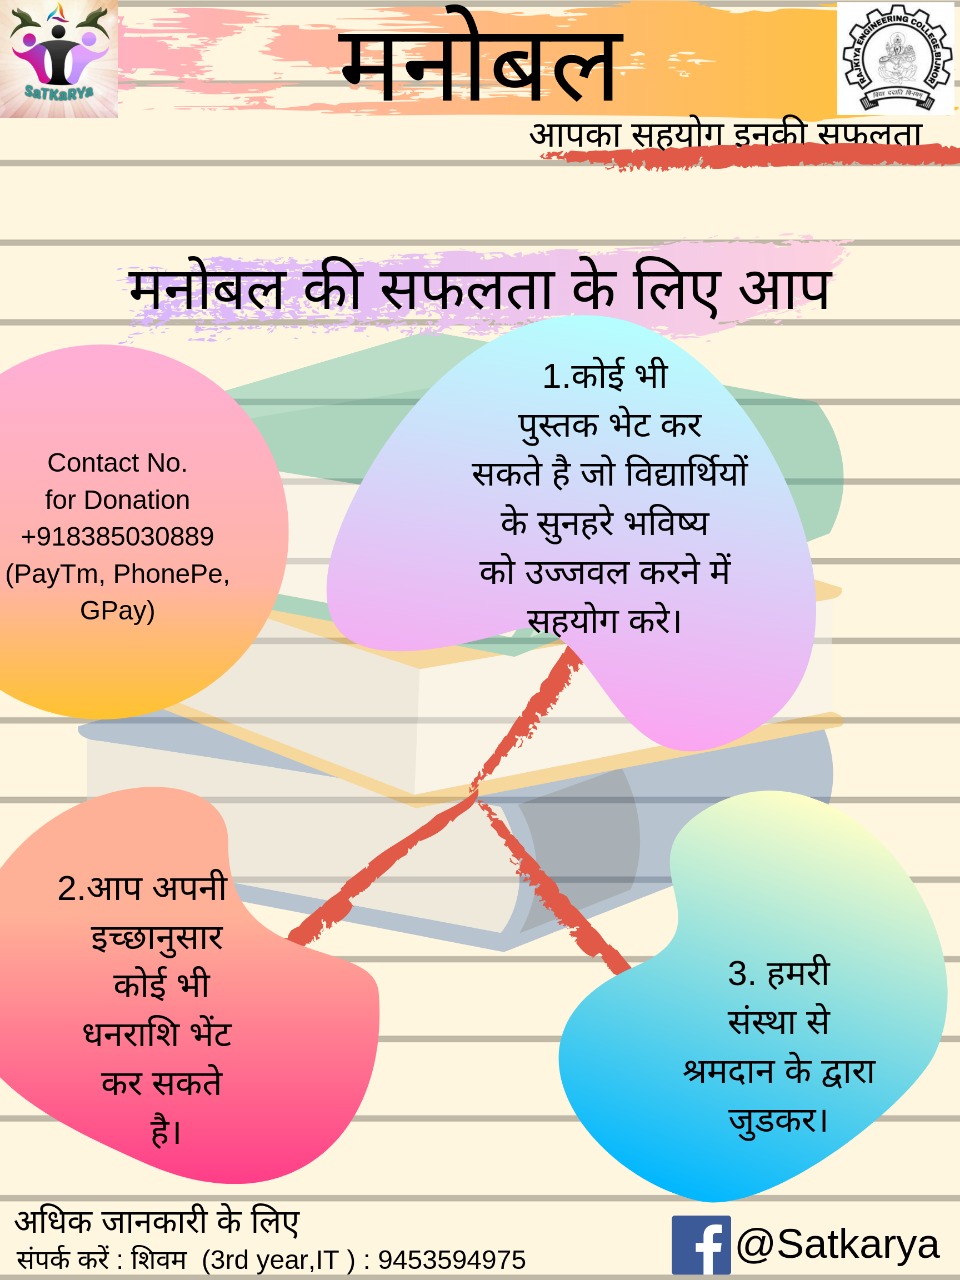 SaTKaRYa
मनोबल
RAJKIYA ENGINEERING COLLEGE, BIJNOR
आपका सहयोग इनकी सफलता
मनोबल की सफलता के लिए आप
1.कोई भी
पुस्तक भेट कर
सकते है जो विद्यार्थियों
के सुनहरे भविष्य
को उज्जवल करने में
सहयोग करे।
Contact No.
for Donation
+918385030889
(PayTm, PhonePe,
GPay)
2.आप अपनी
इच्छानुसार
कोई भी
धनराशि भेंट
कर सकते
है।
3. हमरी
संस्था से
श्रमदान के द्वारा
जुडकर।
अधिक जानकारी के लिए
संपर्क करें : शिवम (3rd year,IT ) : 9453594975
f @Satkarya